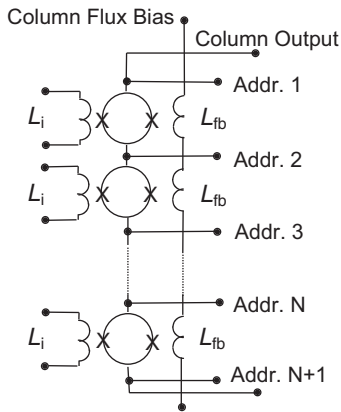 Column Flux Bias
Column Output
Addr. 1
Li
Lfb
Addr. 2
Li
Lfb
Addr. 3
Addr. N
Li
Lfb
Addr. N+1